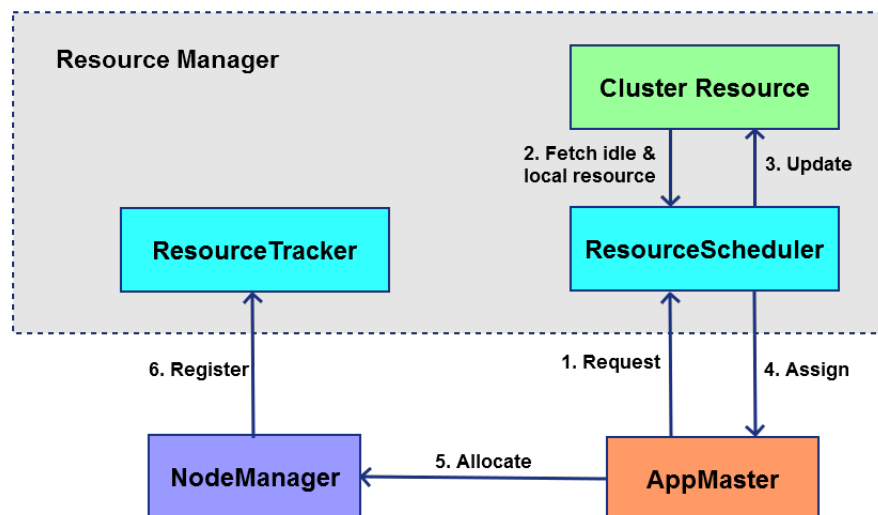 Resource Manager
Cluster Resource
2. Fetch idle &
local resource
3. Update
ResourceTracker
ResourceScheduler
6. Register
1. Request
4. Assign
5. Allocate
NodeManager
AppMaster